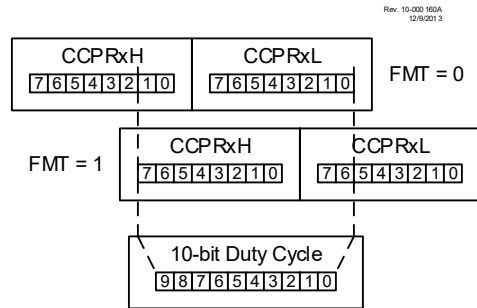 Rev. 10-000 160A
12/9/201 3
CCPRxH CCPRxL
7 6 5 4 3 2 1 0 7 6 5 4 3 2 1 0
FMT = 0
CCPRxH CCPRxL
FMT = 1
7 6 5 4 3 2 1 0 7 6 5 4 3 2 1 0
10-bit Duty Cycle
9 8 7 6 5 4 3 2 1 0